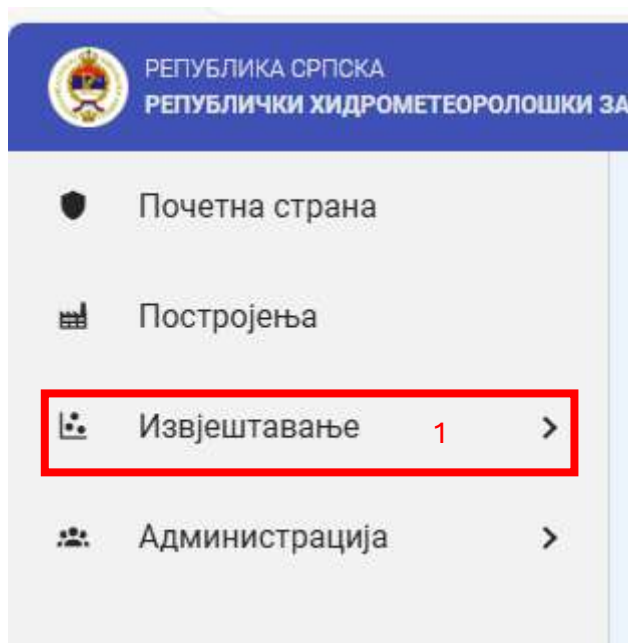 РЕПУБЛИКА СРПСКА
РЕПУБЛИЧКИ ХИДРОМЕТЕОРОЛОШКИ ЗА
Почетна страна
Постројења
Извјештавање 1
Администрација